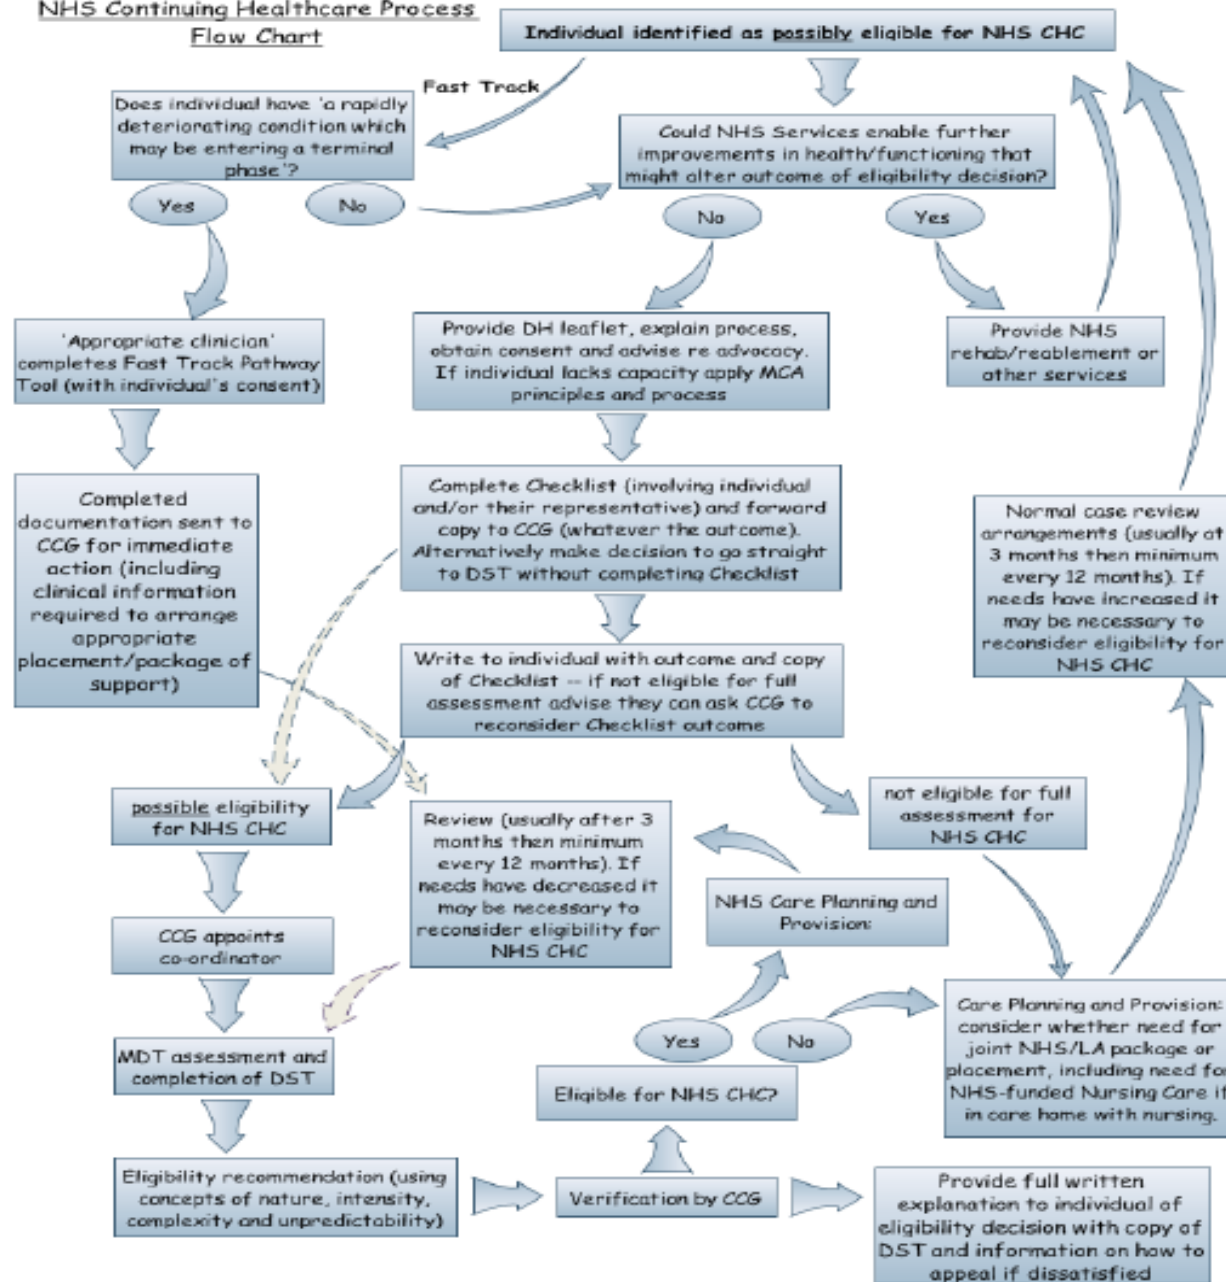 NHS Continuing Healthcare Process
Flow Chart
Individual identified as possibly eligible for NHS CHC
Fast Track
Does individual have 'a rapidly
deteriorating condition which
may be entering a terminal
phase'?
Yes
No
Could NHS Services enable further
improvements in health/functioning that
might alter outcome of eligibility decision?
No
Yes
'Appropriate clinician'
completes Fast Track Pathway
Tool (with individual's consent)
Provide DH leaflet, explain process,
obtain consent and advise re advocacy.
If individual lacks capacity apply MCA
principles and process
Provide NHS
rehab/reablement or
other services
Completed
documentation sent to
CCG for immediate
action (including
clinical information
required to arrange
appropriate
placement/package of
support)
Complete Checklist (involving individual
and/or their representative) and forward
copy to CCG (whatever the outcome).
Alternatively make decision to go straight
to DST without completing Checklist
Normal case review
arrangements (usually at
3 months then minimum
every 12 months). If
needs have increased it
may be necessary to
reconsider eligibility for
NHS CHC
Write to individual with outcome and copy
of Checklist -- if not eligible for full
assessment advise they can ask CCG to
reconsider Checklist outcome
possible eligibility
for NHS CHC
Review (usually after 3
months then minimum
every 12 months). If
needs have decreased it
may be necessary to
reconsider eligibility for
NHS CHC
not eligible for full
assessment for
NHS CHC
NHS Care Planning and
Provision:
CCG appoints
co-ordinator
Care Planning and Provision:
consider whether need for
joint NHS/LA package or
placement, including need for
NHS-funded Nursing Care if
in care home with nursing.
Yes
No
MDT assessment and
completion of DST
Eligible for NHS CHC?
Eligibility recommendation (using
concepts of nature, intensity,
complexity and unpredictability)
Verification by CCG
Provide full written
explanation to individual of
eligibility decision with copy of
DST and information on how to
appeal if dissatisfied